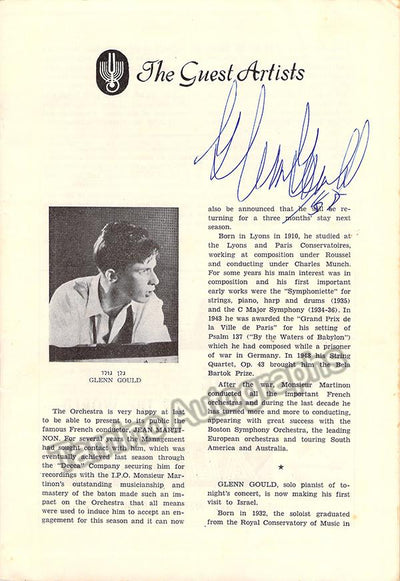 The Guest Artists
Glenn Gould
גלן גולד
GLENN GOULD
The Orchestra is very happy at last
to be able to present to its public the
famous French conductor, JEAN MARTI-
NON. For several years Management
had contact with him, which was
eventually achieved last season through
the "Decca" Company securing him for
recordings with the I.P.O. Monsieur Mar-
tinon's outstanding musicianship and
mastery of the baton made such an im-
pact on the Orchestra that all means
were used to induce him to accept an en-
gagement for this season and it can now
also be announced that he will be re-
turning for a three months' stay next
season.
Born in Lyons in 1910, he studied at
the Lyons and Paris Conservatoires,
working at composition under Roussel
and conducting under Charles Munch.
For some years his main interest was in
composition and his first important
early works were the "Symphoniette" for
strings, piano, harp and drums (1935)
and the C Major Symphony (1934-36). In
1943 he was awarded the "Grand Prix de
la Ville de Paris" for his setting of
Psalm 137 ("By the Waters of Babylon")
which he had composed while a prisoner
of war in Germany. In 1948 his String
Quartet, Op. 43 brought him the Bela
Bartok Prize.
After the war, Monsieur Martinon
conducted all the important French
orchestras and during the last decade he
has turned more and more to conducting,
appearing with great success with the
Boston Symphony Orchestra, the leading
European orchestras and touring South
America and Australia.
★
GLENN GOULD, solo pianist of to-
night's concert, is now making his first
visit to Israel.
Born in 1932, the soloist graduated
from the Royal Conservatory of Music in
Tamino Autographs